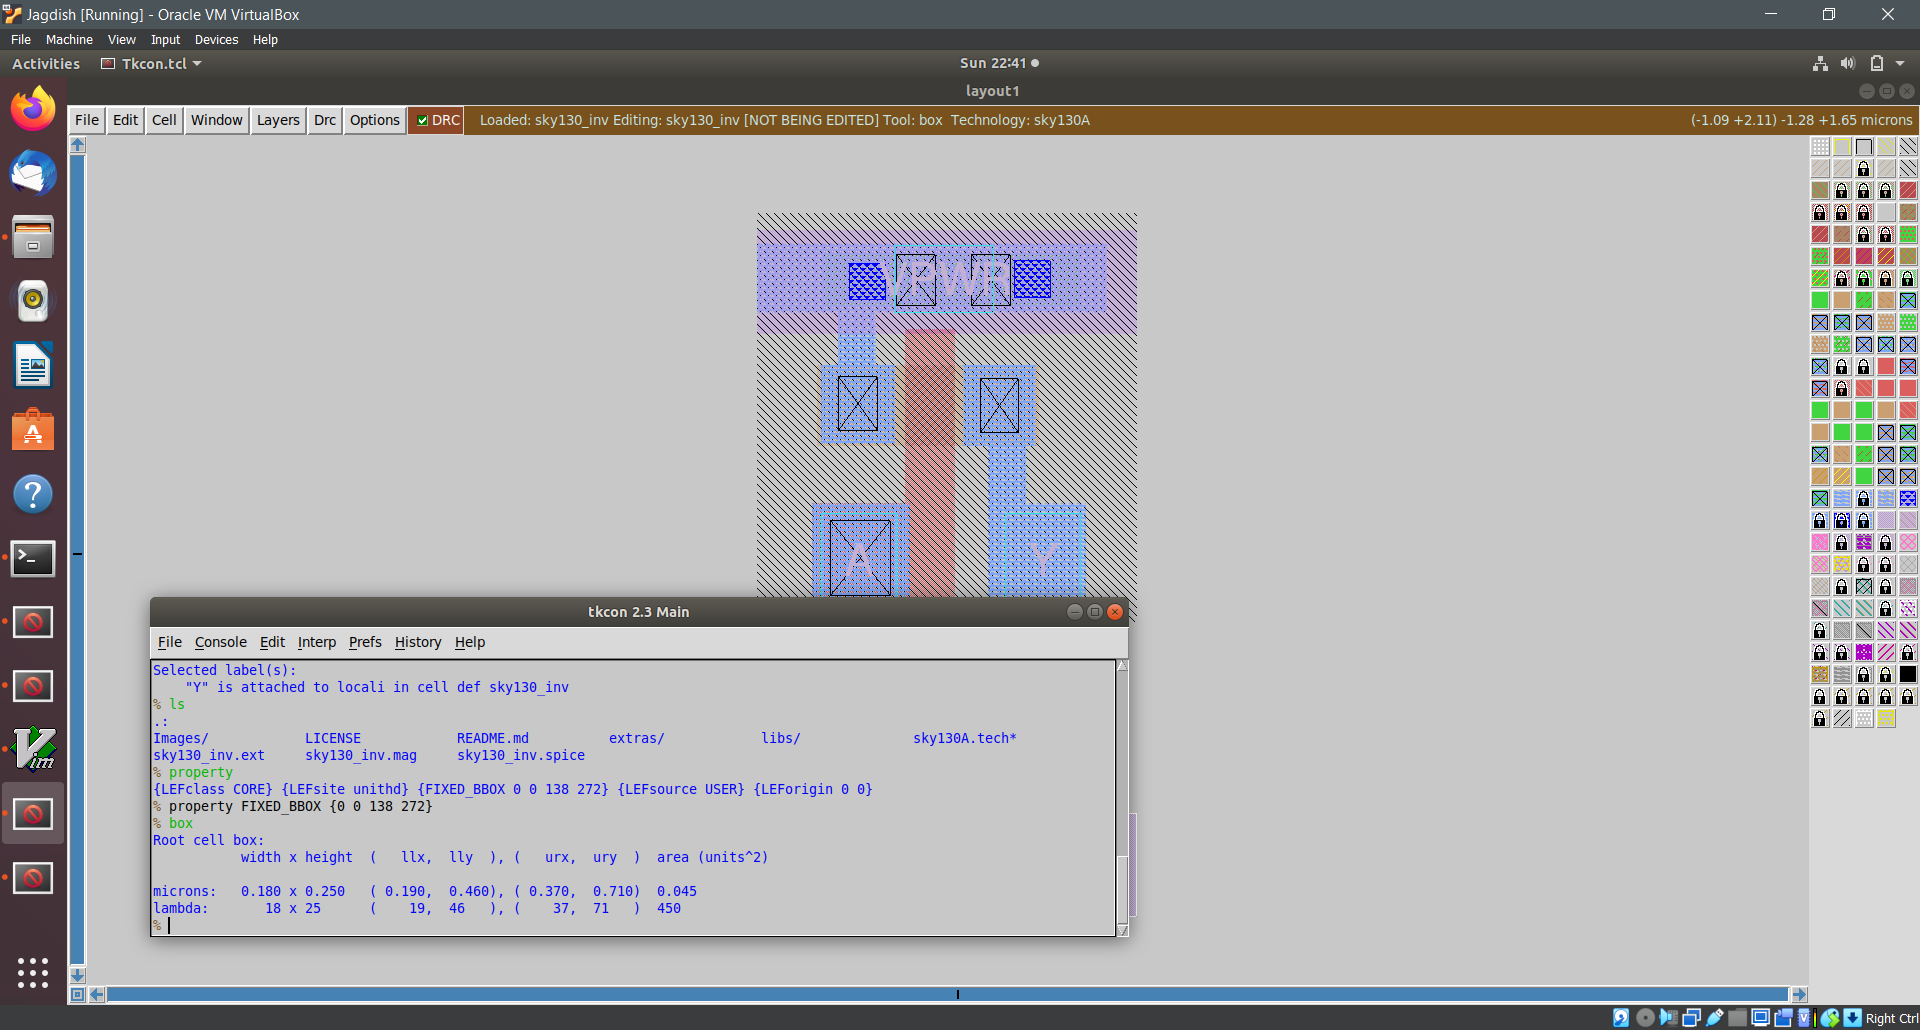 Jagdish [Running] - Oracle VM VirtualBox
File Machine View Input Devices Help
Activities Tkcon.tcl Sun 22:41
layout1
File Edit Cell Window Layers Drc Options DRC Loaded: sky130_inv Editing: sky130_inv [NOT BEING EDITED] Tool: box Technology: sky130A (-1.09 +2.11) -1.28 +1.65 microns
VPWR
A Y
tkcon 2.3 Main
File Console Edit Interp Prefs History Help
Selected label(s):
"Y" is attached to locali in cell def sky130_inv
% ls
.:
Images/ LICENSE README.md extras/ libs/ sky130A.tech*
sky130_inv.ext sky130_inv.mag sky130_inv.spice
% property
{LEFclass CORE} {LEFsite unithd} {FIXED_BBOX 0 0 138 272} {LEFsource USER} {LEForigin 0 0}
% property FIXED_BBOX {0 0 138 272}
% box
Root cell box:
width x height ( llx, lly ), ( urx, ury ) area (units^2)
microns: 0.180 x 0.250 ( 0.190, 0.460), ( 0.370, 0.710) 0.045
lambda: 18 x 25 ( 19, 46 ), ( 37, 71 ) 450
%
Right Ctrl